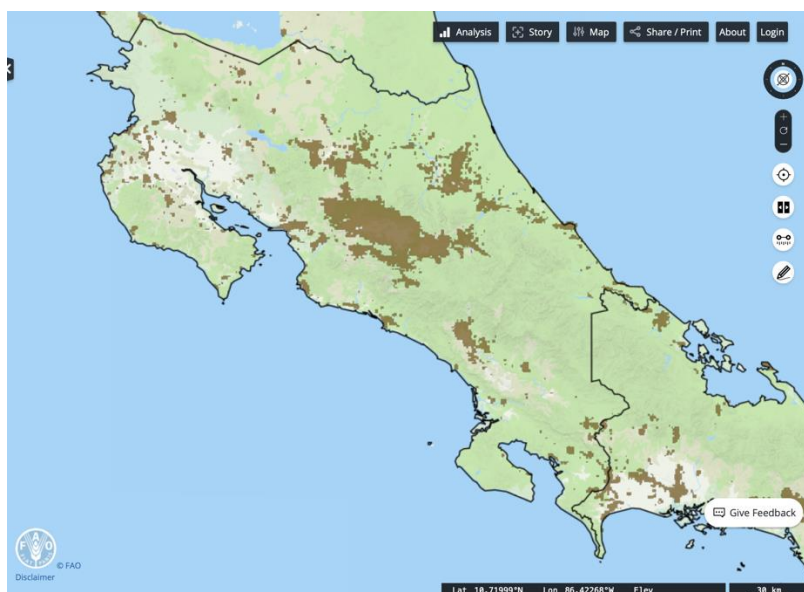 Analysis Story Map Share / Print About Login
Give Feedback
FAO
© FAO
Disclaimer
Lat 10.71999°N Lon 86.42268°W Elev 30 km